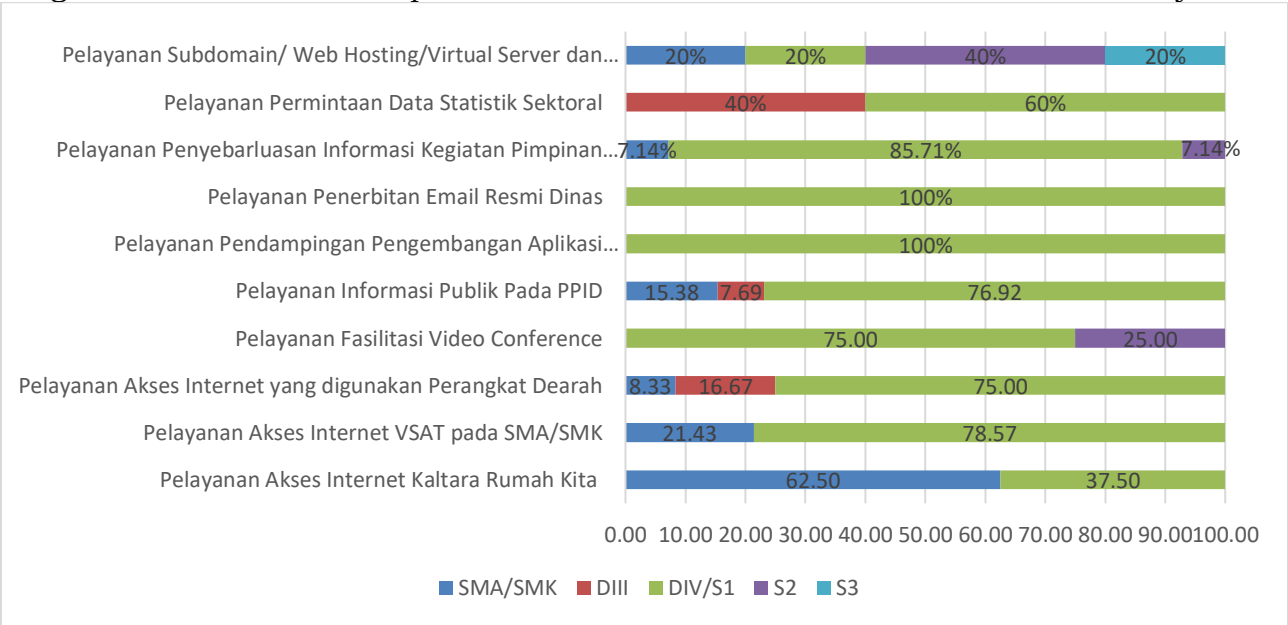 Pelayanan Subdomain/ Web Hosting/Virtual Server dan... 20% 20% 40% 20%
Pelayanan Permintaan Data Statistik Sektoral 40% 60%
Pelayanan Penyebarluasan Informasi Kegiatan Pimpinan... 7.14% 85.71% 7.14%
Pelayanan Penerbitan Email Resmi Dinas 100%
Pelayanan Pendampingan Pengembangan Aplikasi... 100%
Pelayanan Informasi Publik Pada PPID 15.38 7.69 76.92
Pelayanan Fasilitasi Video Conference 75.00 25.00
Pelayanan Akses Internet yang digunakan Perangkat Dearah 8.33 16.67 75.00
Pelayanan Akses Internet VSAT pada SMA/SMK 21.43 78.57
Pelayanan Akses Internet Kaltara Rumah Kita 62.50 37.50
0.00 10.00 20.00 30.00 40.00 50.00 60.00 70.00 80.00 90.00 100.00
SMA/SMK DIII DIV/S1 S2 S3